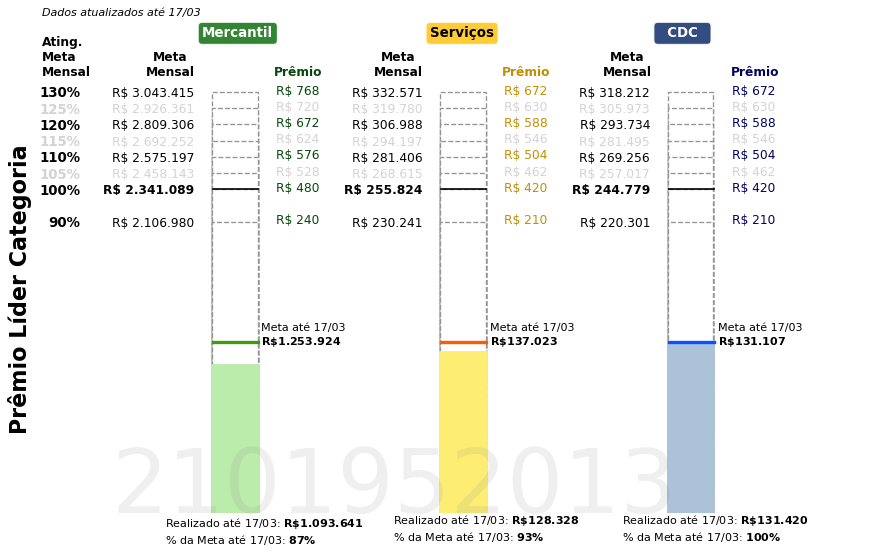 Dados atualizados até 17/03
Mercantil Serviços CDC
Ating.
Meta Meta Meta Meta
Mensal Mensal Prêmio Mensal Prêmio Mensal Prêmio
130% R$ 3.043.415 R$ 768 R$ 332.571 R$ 672 R$ 318.212 R$ 672
125% R$ 2.926.361 R$ 720 R$ 319.780 R$ 630 R$ 305.973 R$ 630
120% R$ 2.809.306 R$ 672 R$ 306.988 R$ 588 R$ 293.734 R$ 588
115% R$ 2.692.252 R$ 624 R$ 294.197 R$ 546 R$ 281.495 R$ 546
110% R$ 2.575.197 R$ 576 R$ 281.406 R$ 504 R$ 269.256 R$ 504
105% R$ 2.458.143 R$ 528 R$ 268.615 R$ 462 R$ 257.017 R$ 462
100% R$ 2.341.089 R$ 480 R$ 255.824 R$ 420 R$ 244.779 R$ 420
90% R$ 2.106.980 R$ 240 R$ 230.241 R$ 210 R$ 220.301 R$ 210
Prêmio Líder Categoria
Meta até 17/03 Meta até 17/03 Meta até 17/03
R$1.253.924 R$137.023 R$131.107
2101952013
Realizado até 17/03: R$1.093.641 Realizado até 17/03: R$128.328 Realizado até 17/03: R$131.420
% da Meta até 17/03: 87% % da Meta até 17/03: 93% % da Meta até 17/03: 100%